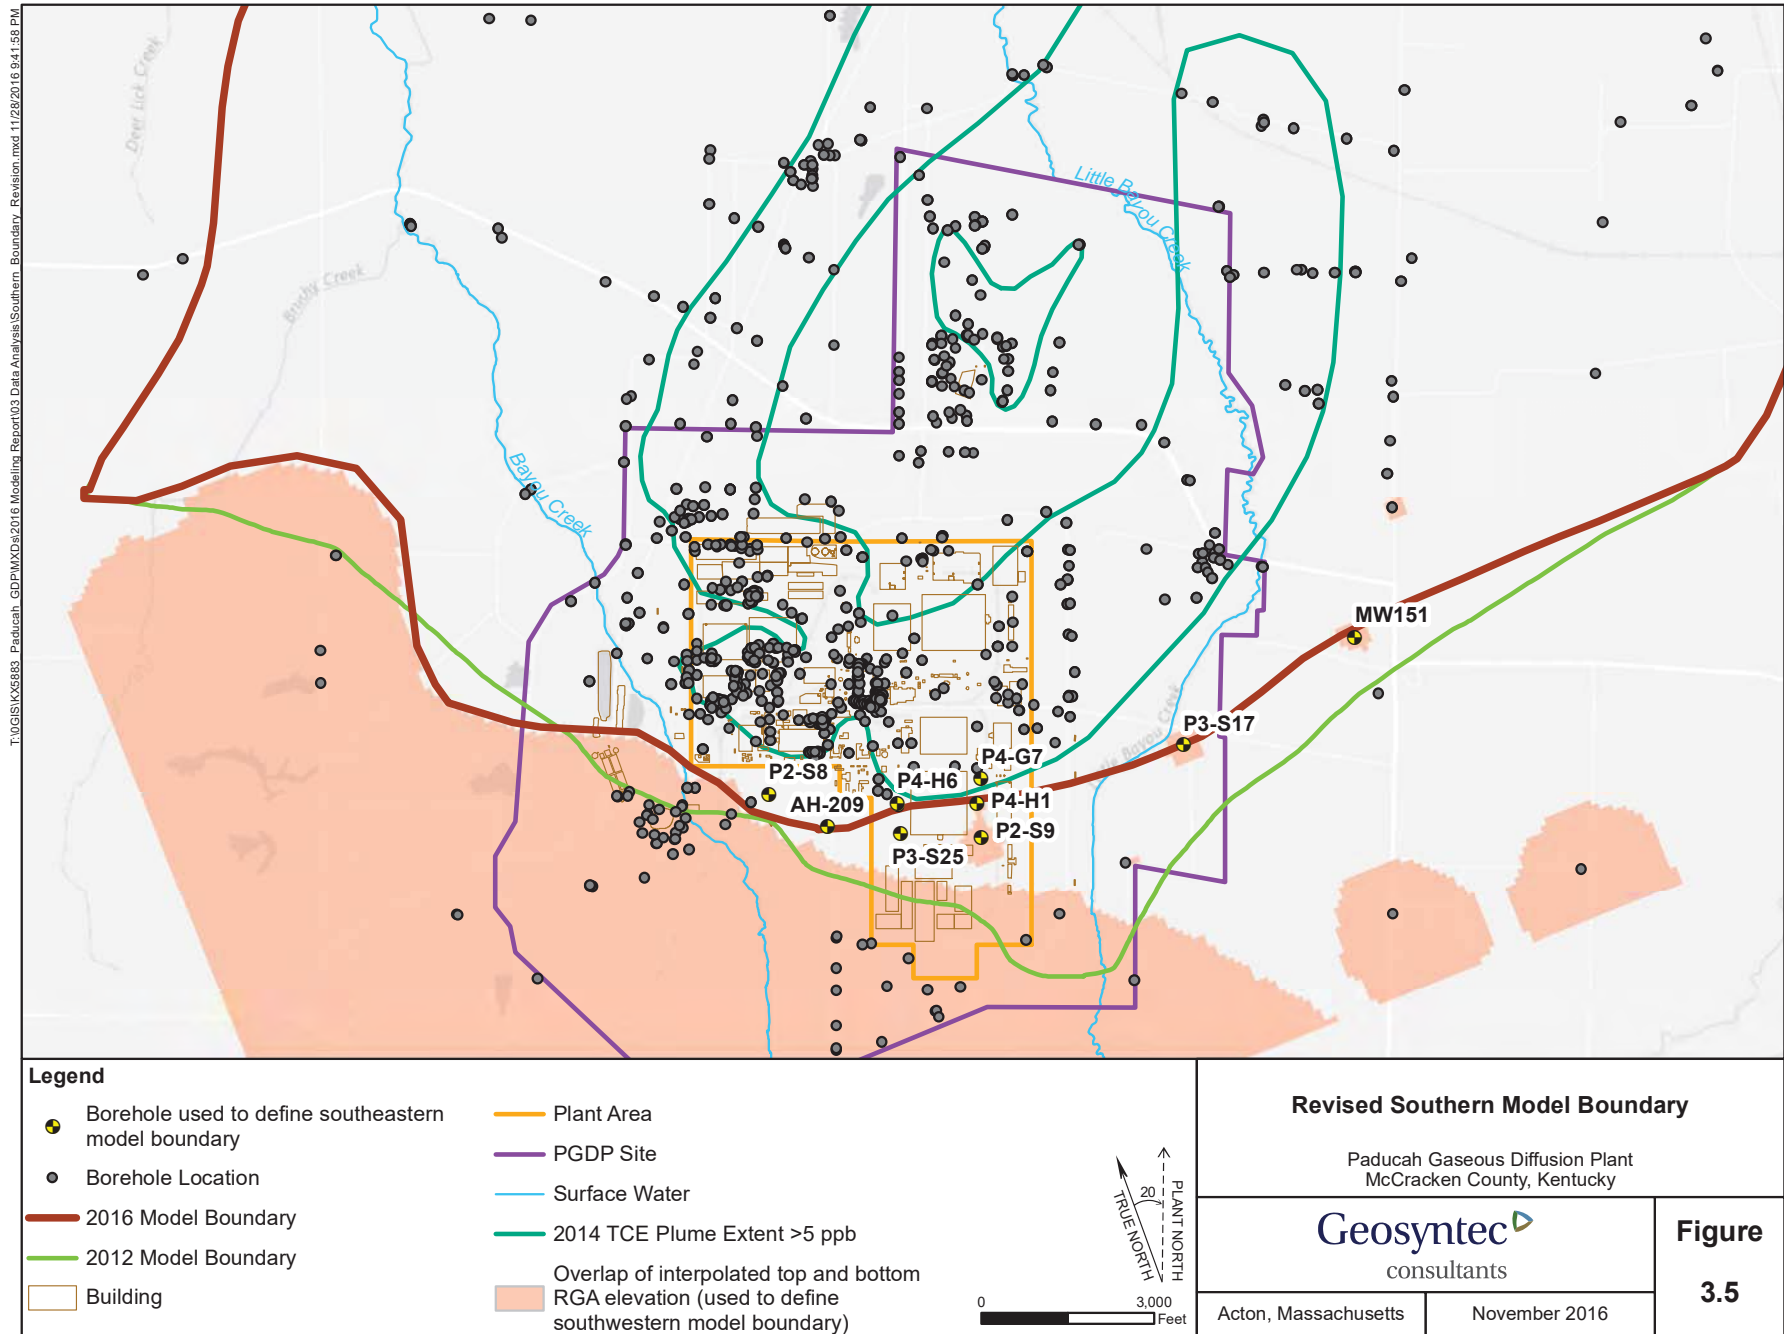 T:\0GIS\KX5883_Paducah_GDP\MXDs\2016 Modeling Report\03 Data Analysis\Southern_Boundary_Revision.mxd 11/28/2016 9:41:58 PM
Deer Lick Creek
Brushy Creek
Bayou Creek
Little Bayou Creek
Little Bayou Creek
MW151
P3-S17
P4-G7
P2-S8
P4-H6
AH-209
P4-H1
P2-S9
P3-S25
Legend
Borehole used to define southeastern
model boundary
Borehole Location
2016 Model Boundary
2012 Model Boundary
Building
Plant Area
PGDP Site
Surface Water
2014 TCE Plume Extent >5 ppb
Overlap of interpolated top and bottom
RGA elevation (used to define
southwestern model boundary)
20
TRUE NORTH
PLANT NORTH
0 3,000
Feet
Revised Southern Model Boundary
Paducah Gaseous Diffusion Plant
McCracken County, Kentucky
Geosyntec
consultants
Figure
3.5
Acton, Massachusetts
November 2016